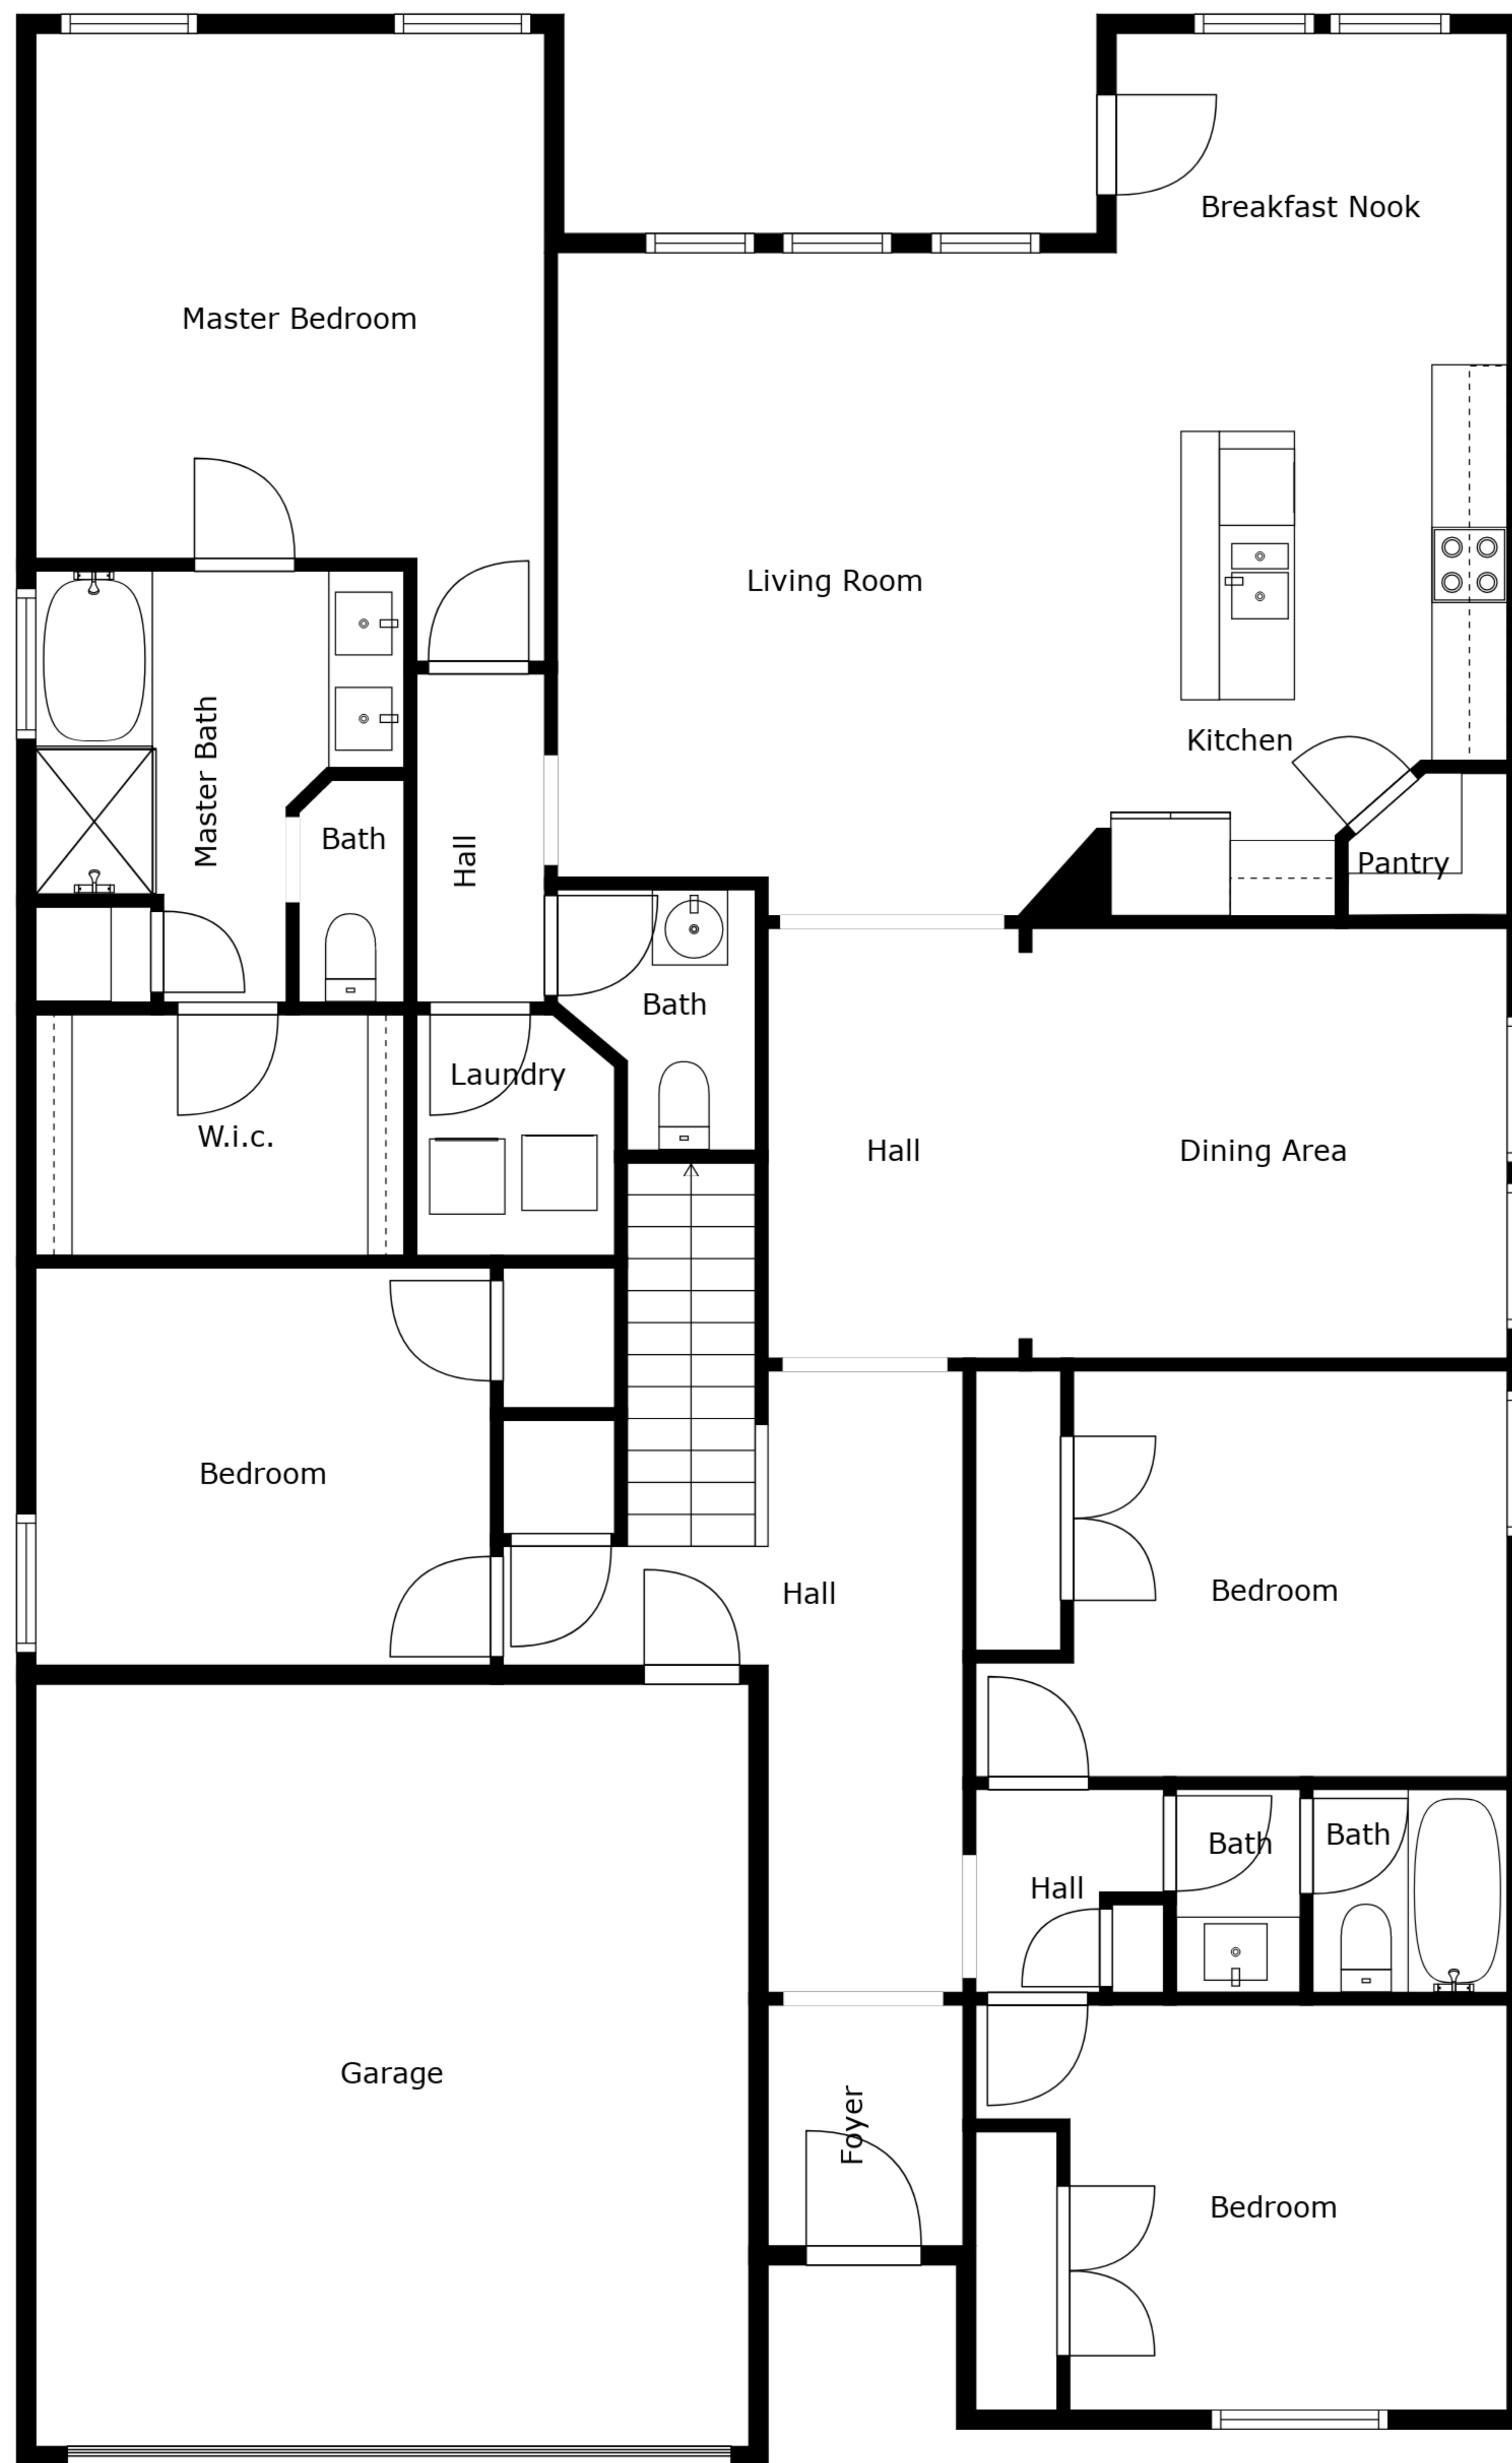 Breakfast Nook
Master Bedroom
Living Room
Kitchen
Master Bath
Bath
Hall
Pantry
Bath
Laundry
W.i.c.
Hall
Dining Area
Bedroom
Hall
Bedroom
Bath
Bath
Hall
Garage
Foyer
Bedroom